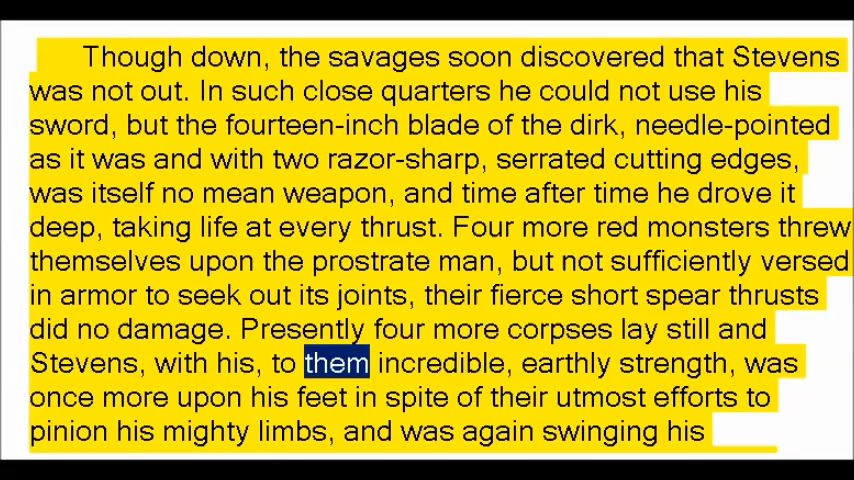 Though down, the savages soon discovered that Stevens
was not out. In such close quarters he could not use his
sword, but the fourteen-inch blade of the dirk, needle-pointed
as it was and with two razor-sharp, serrated cutting edges,
was itself no mean weapon, and time after time he drove it
deep, taking life at every thrust. Four more red monsters threw
themselves upon the prostrate man, but not sufficiently versed
in armor to seek out its joints, their fierce short spear thrusts
did no damage. Presently four more corpses lay still and
Stevens, with his, to them incredible, earthly strength, was
once more upon his feet in spite of their utmost efforts to
pinion his mighty limbs, and was again swinging his